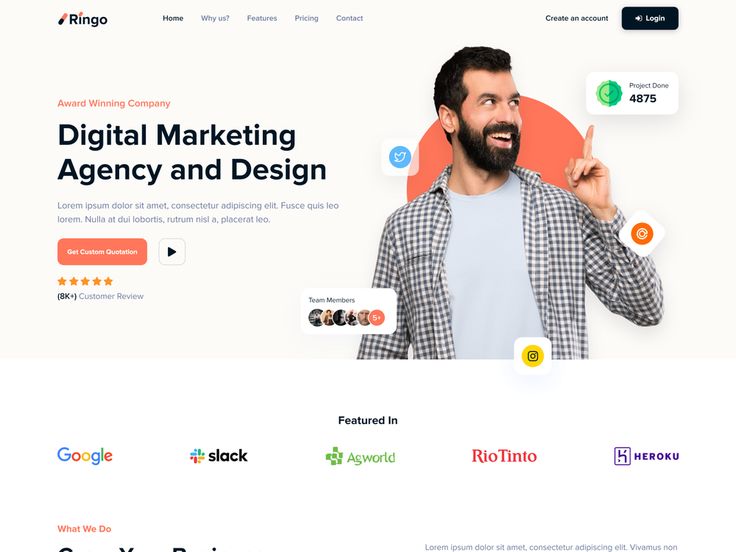 Ringo
Home
Why us?
Features
Pricing
Contact
Create an account
Login
Award Winning Company
Digital Marketing
Agency and Design
Lorem ipsum dolor sit amet, consectetur adipiscing elit. Fusce quis leo
lorem. Nulla at dui lobortis, rutrum nisl a, placerat leo.
Get Custom Quotation
(8K+) Customer Review
Project Done
4875
Team Members
5+
Featured In
Google
slack
Agworld
RioTinto
HEROKU
What We Do
Lorem ipsum dolor sit amet, consectetur adipiscing elit. Vivamus non